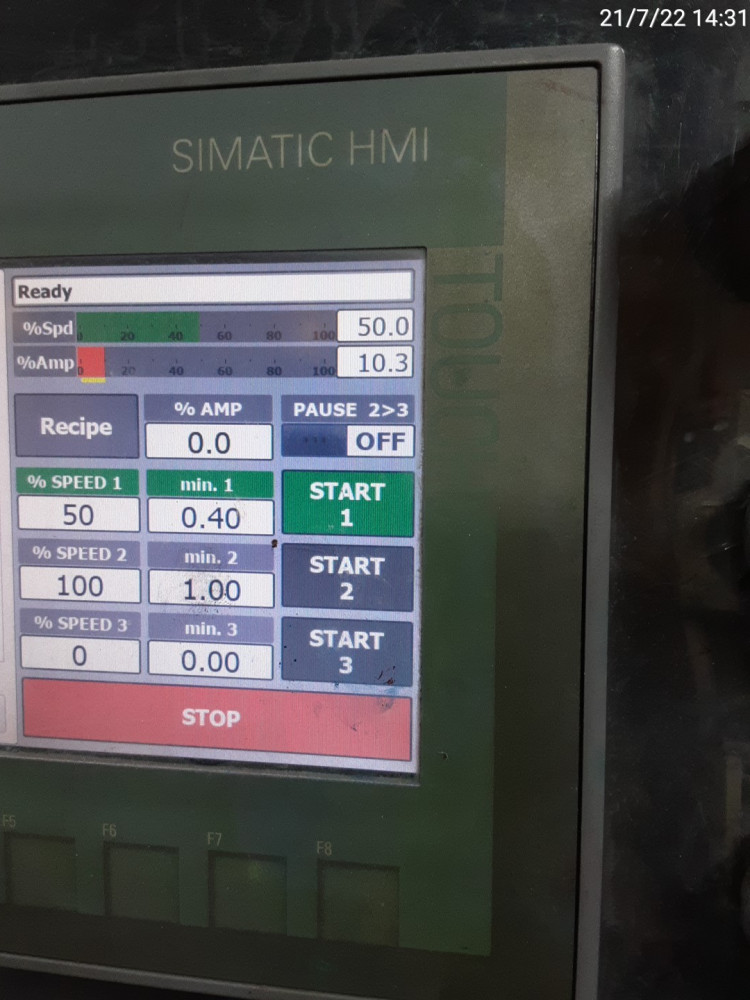 21/7/22 14:31
SIMATIC HMI
TOUCH
Ready
%Spd 0 20 40 60 80 100 50.0
%Amp 0 20 40 60 80 100 10.3
Recipe
% AMP
0.0
PAUSE 2>3
OFF
% SPEED 1 min. 1
50 0.40
START
1
% SPEED 2 min. 2
100 1.00
START
2
% SPEED 3 min. 3
0 0.00
START
3
STOP
F5 F6 F7 F8